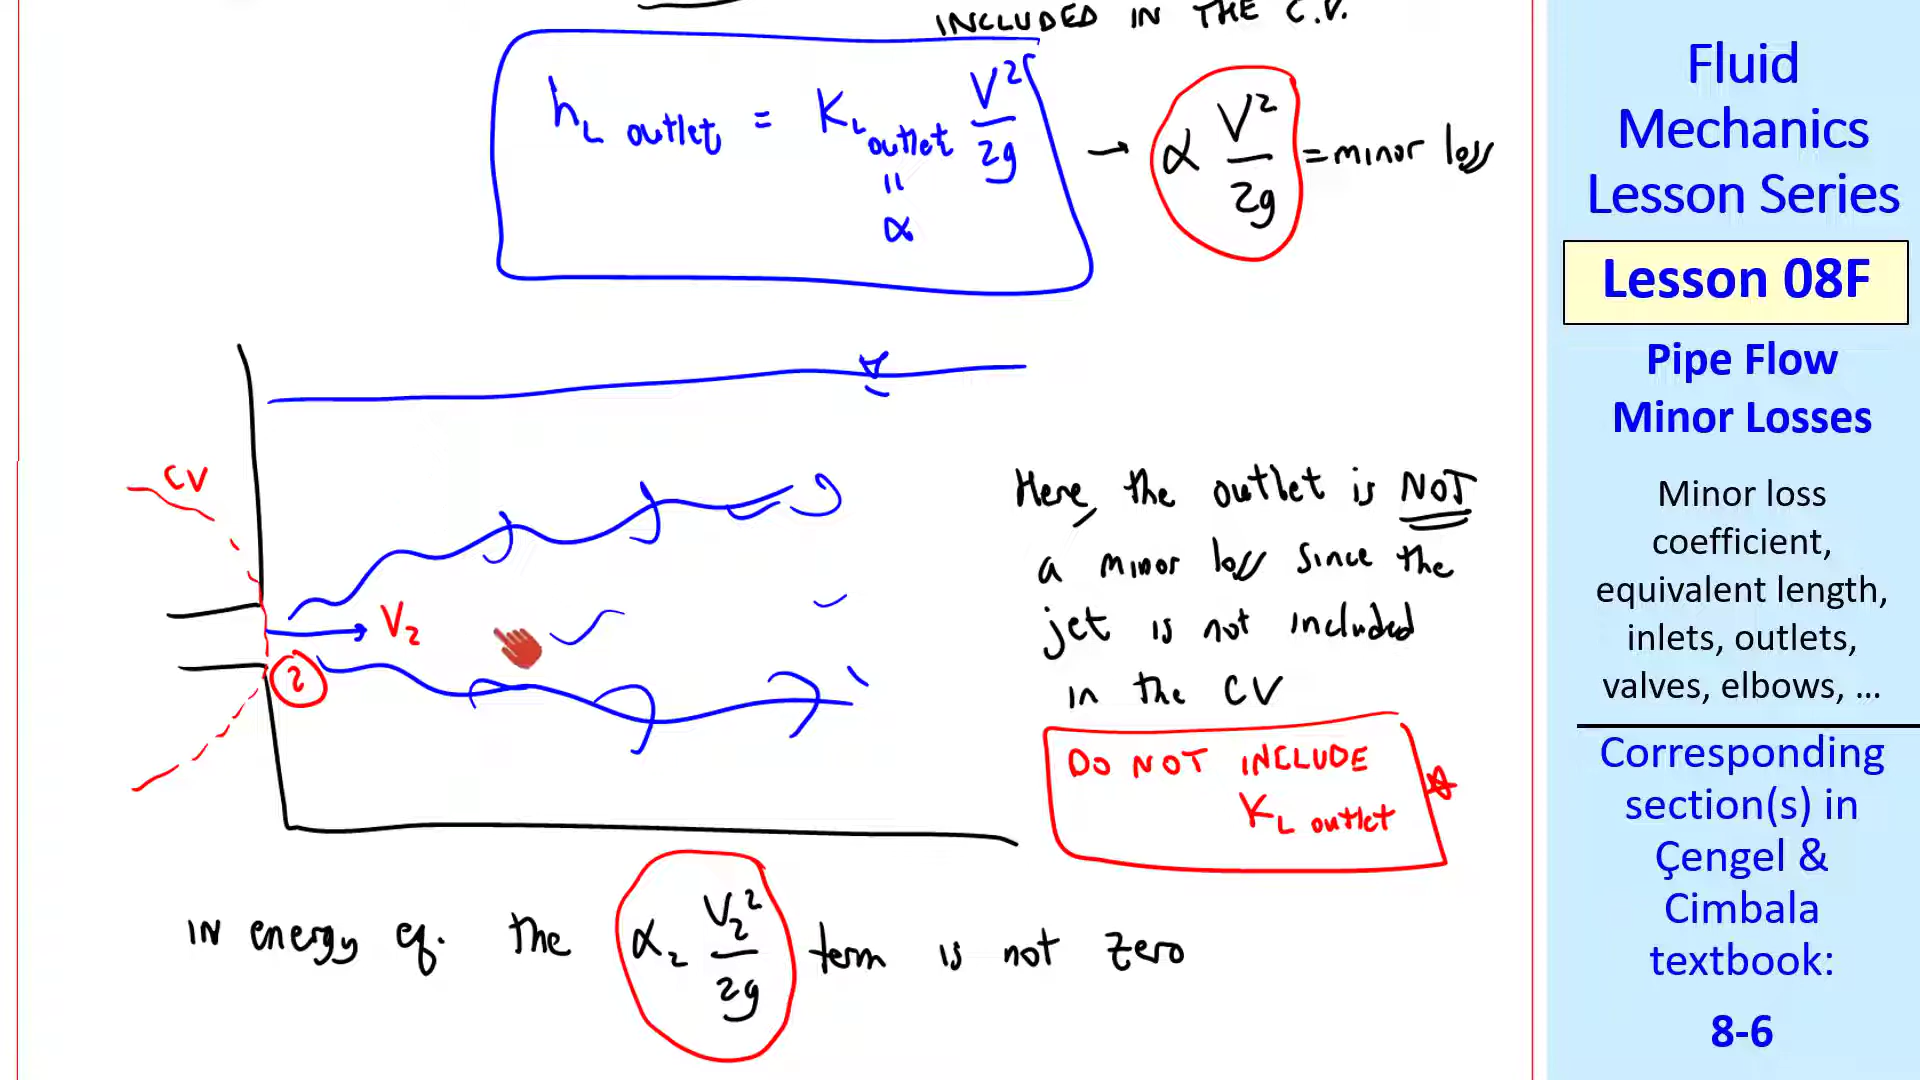 INCLUDED IN THE C.V.
h_L outlet = K_L outlet V²/2g → α V²/2g = minor loss
=
α
CV
V₂
2
Here, the outlet is NOT
a minor loss since the
jet is not included
in the CV
DO NOT INCLUDE
K_L outlet
IN energy eq. the α₂ V₂²/2g term is not zero
Fluid
Mechanics
Lesson Series
Lesson 08F
Pipe Flow
Minor Losses
Minor loss
coefficient,
equivalent length,
inlets, outlets,
valves, elbows, ...
Corresponding
section(s) in
Çengel &
Cimbala
textbook:
8-6